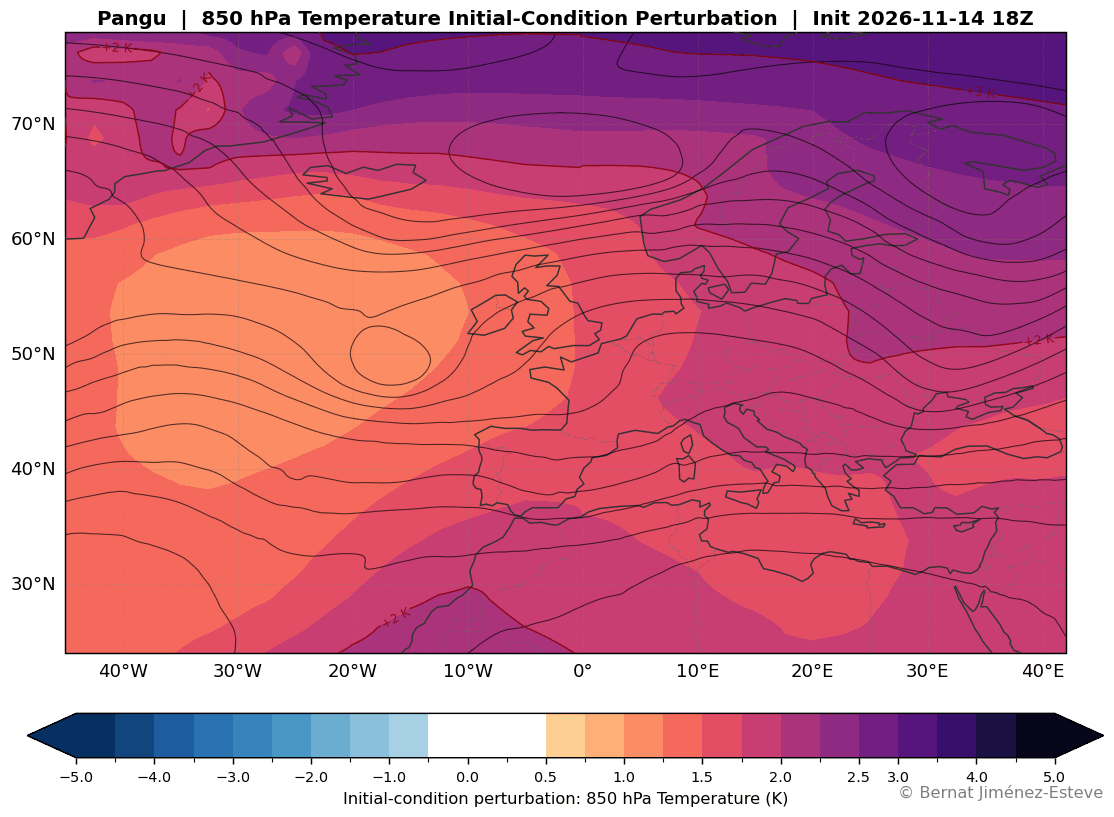 Pangu | 850 hPa Temperature Initial-Condition Perturbation | Init 2026-11-14 18Z
+2 K
+2 K
+3 K
70°N
60°N
+2 K
50°N
40°N
30°N
+2 K
40°W 30°W 20°W 10°W 0° 10°E 20°E 30°E 40°E
−5.0 −4.0 −3.0 −2.0 −1.0 0.0 0.5 1.0 1.5 2.0 2.5 3.0 4.0 5.0
Initial-condition perturbation: 850 hPa Temperature (K)
© Bernat Jiménez-Esteve